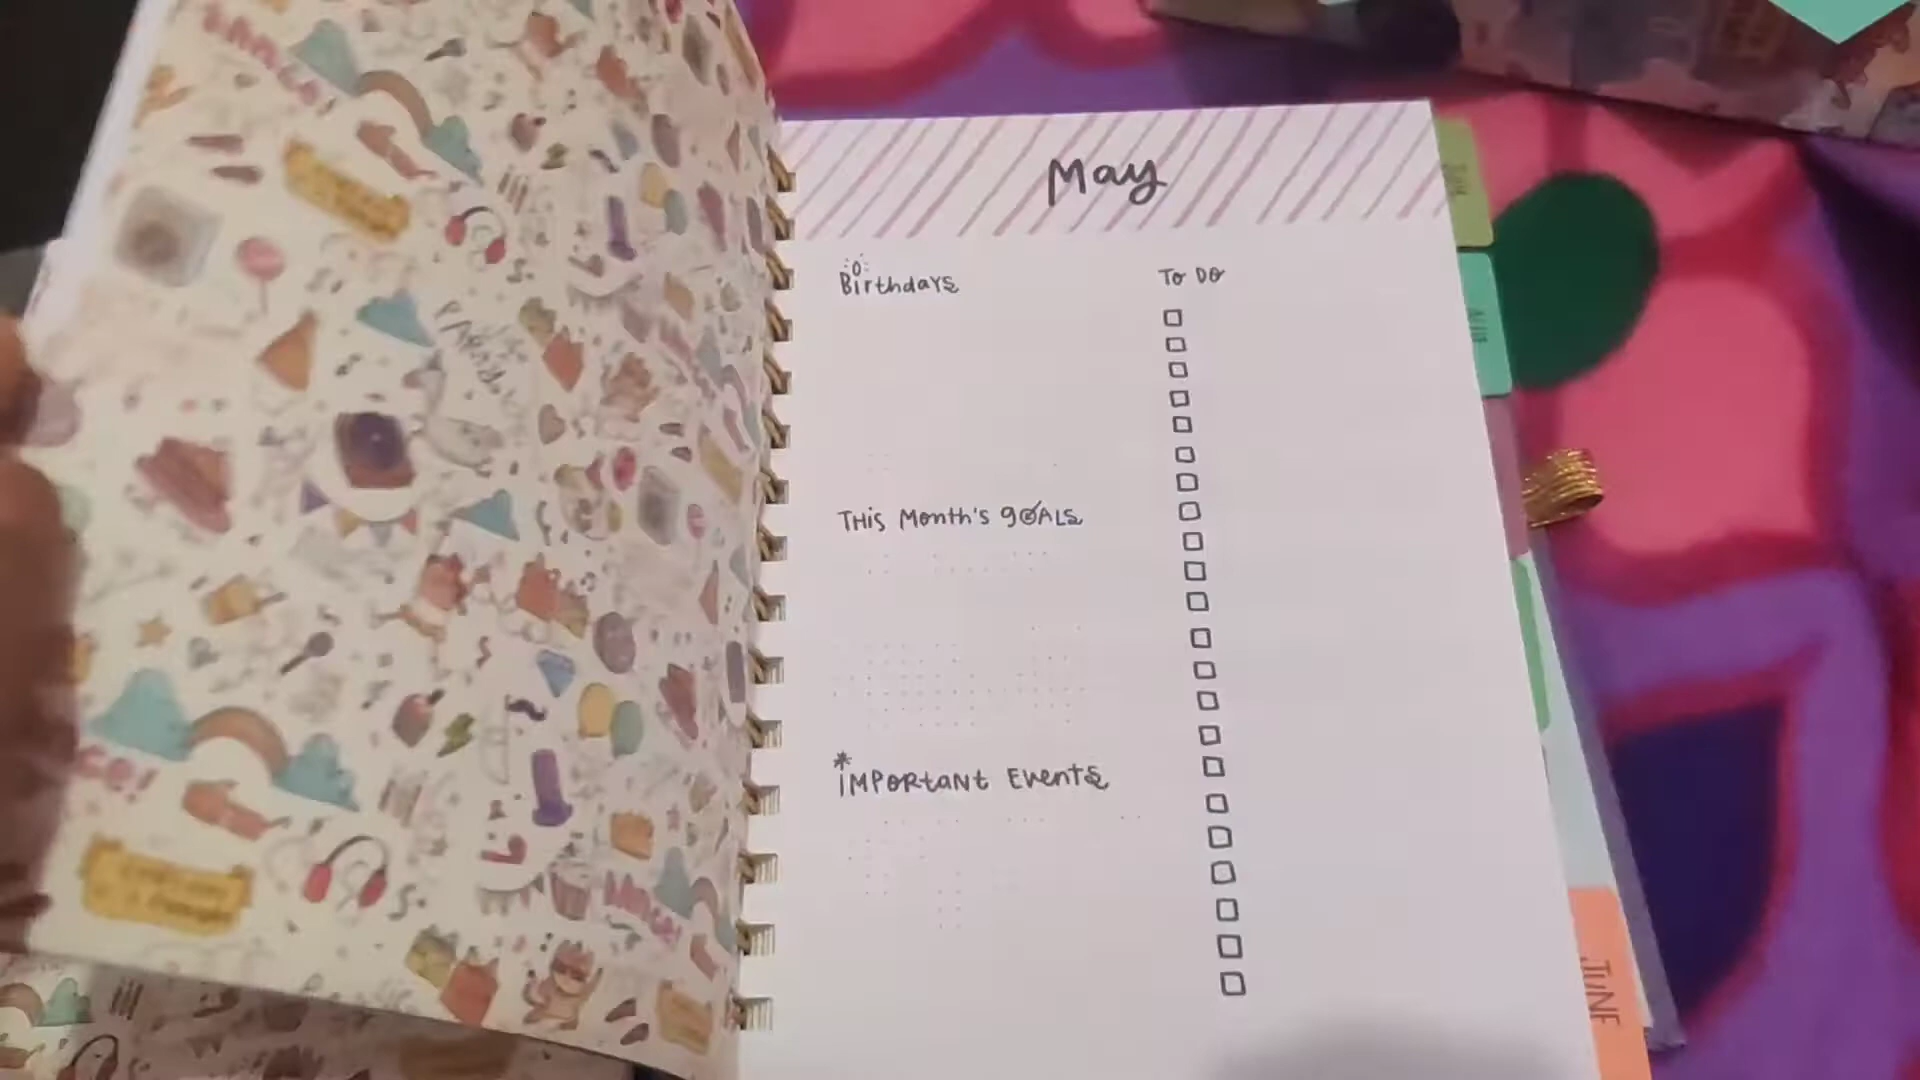 May
Birthdays
To Do
THis Month's gOALS
IMPORtANt EvENtS
JUNE